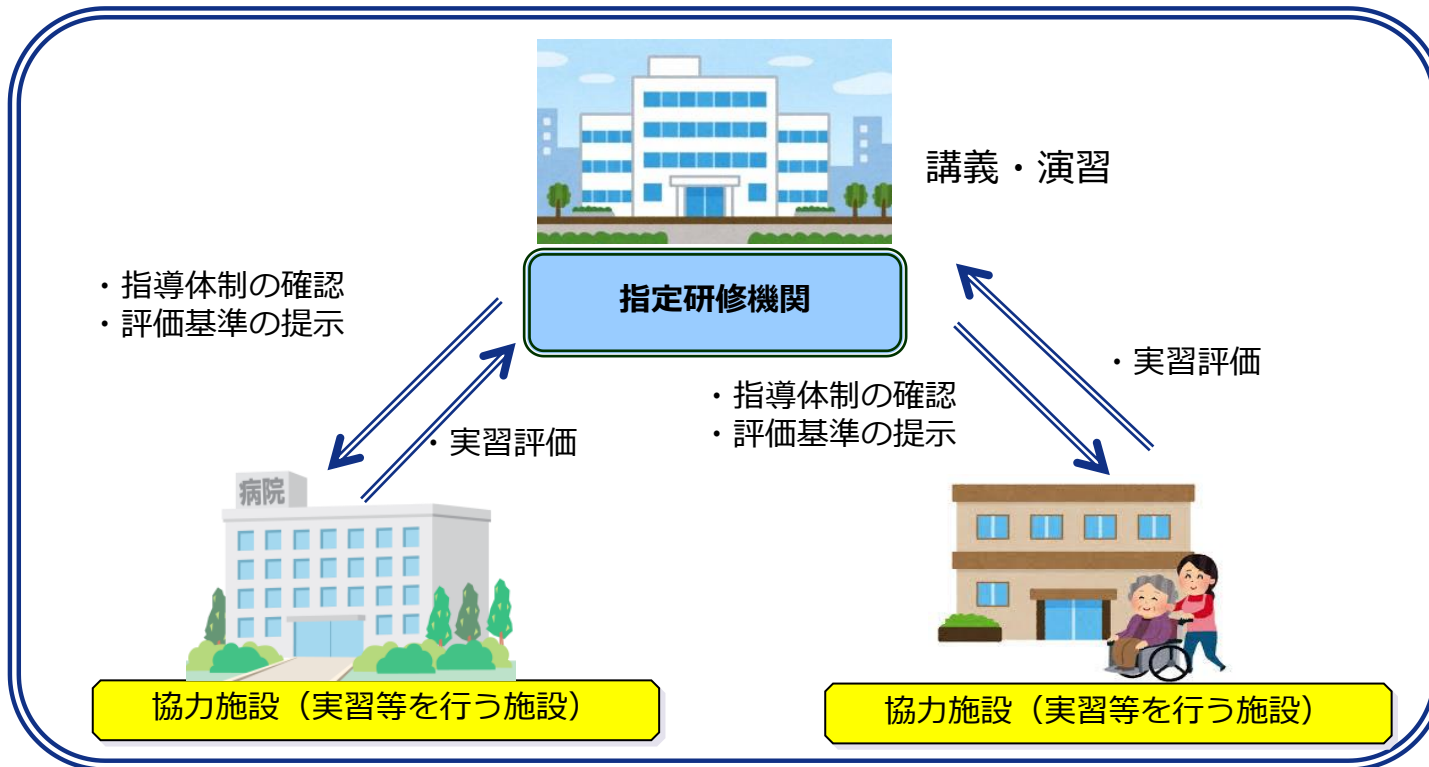 講義・演習
指定研修機関
・指導体制の確認
・評価基準の提示
・実習評価
・指導体制の確認
・評価基準の提示
・実習評価
病院
協力施設（実習等を行う施設）
協力施設（実習等を行う施設）